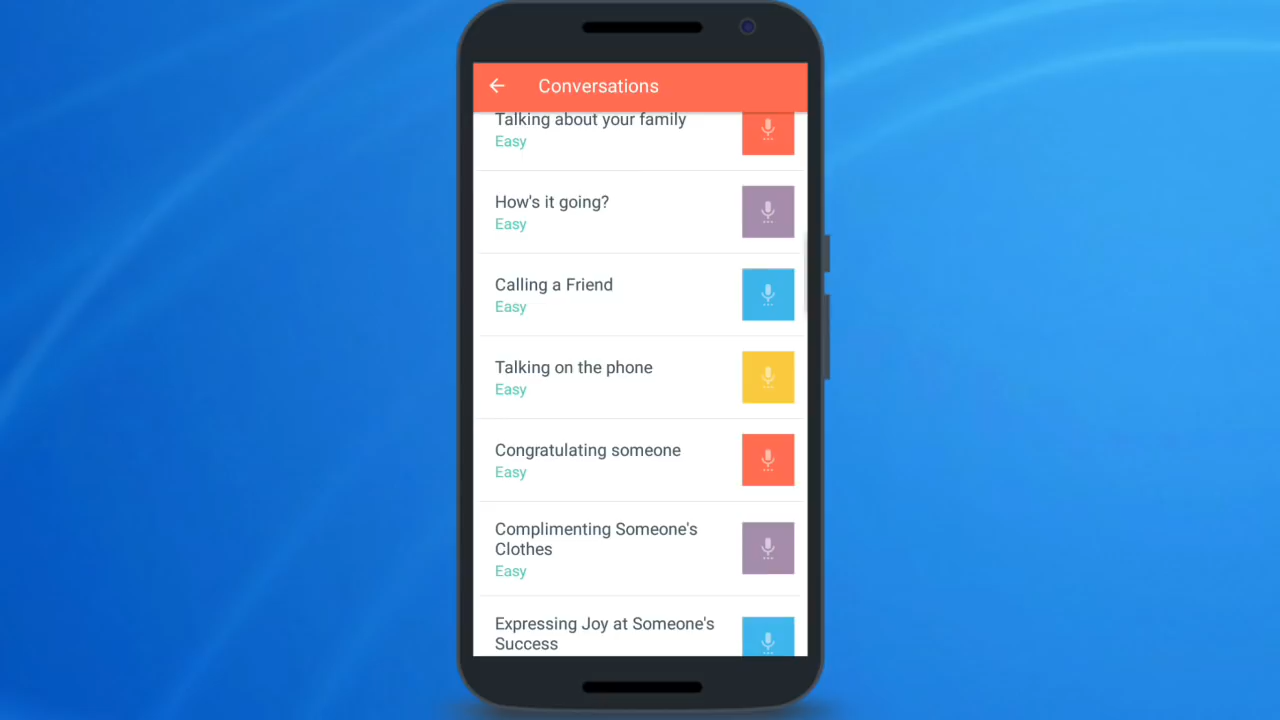 Conversations
Talking about your family
Easy
How's it going?
Easy
Calling a Friend
Easy
Talking on the phone
Easy
Congratulating someone
Easy
Complimenting Someone's
Clothes
Easy
Expressing Joy at Someone's
Success